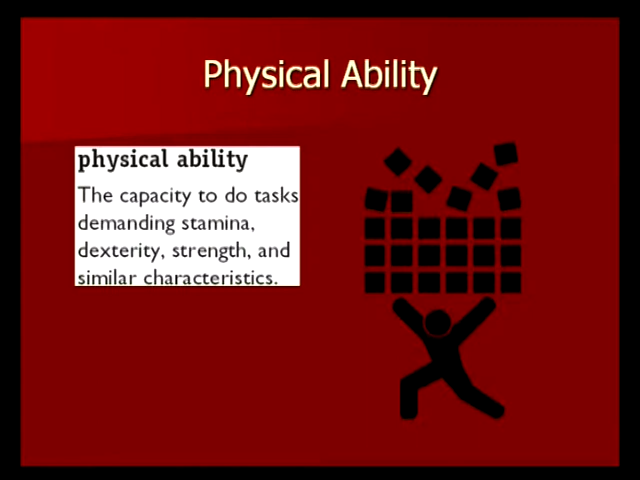 Physical Ability
physical ability
The capacity to do tasks
demanding stamina,
dexterity, strength, and
similar characteristics.